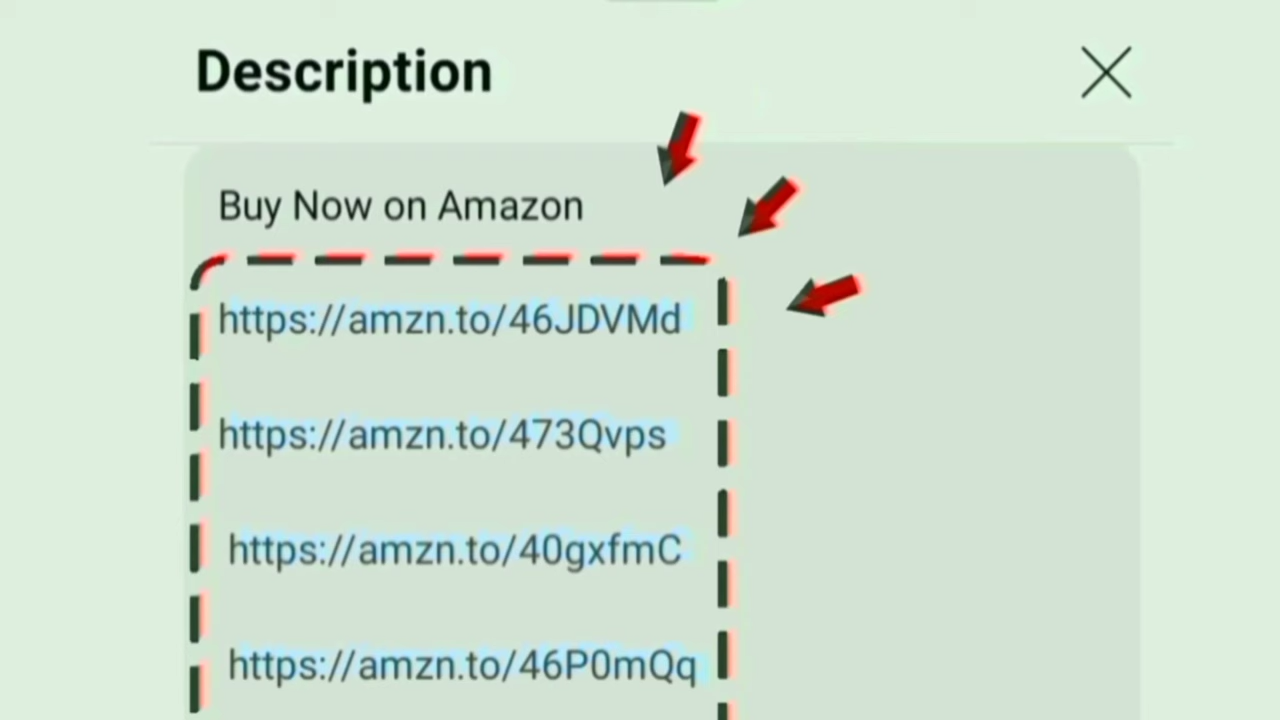 Description
Buy Now on Amazon
https://amzn.to/46JDVMd
https://amzn.to/473Qvps
https://amzn.to/40gxfmC
https://amzn.to/46P0mQq